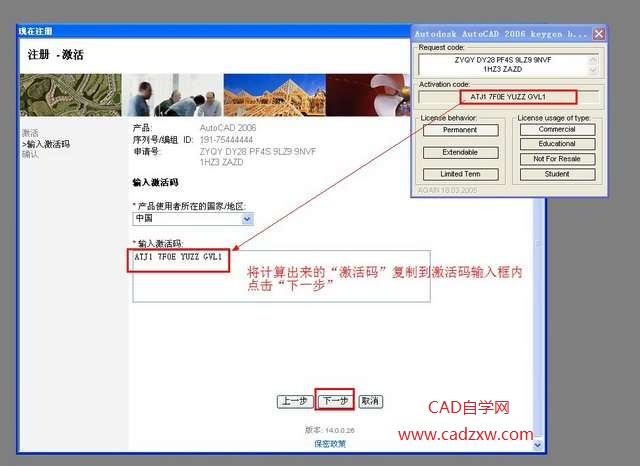 现在注册
注册 - 激活
激活
>输入激活码
确认
产品: AutoCAD 2006
序列号/编组 ID: 191-75444444
申请号: ZYQY DY28 PF4S 9LZ9 9NVF
1HZ3 ZAZD
输入激活码
* 产品使用者所在的国家/地区:
中国
* 输入激活码:
ATJ1 7F0E YUZZ GVL1
将计算出来的“激活码”复制到激活码输入框内
点击“下一步”
上一步 下一步 取消
版本: 14.0.0.26
保密政策
Autodesk AutoCAD 2006 keygen b...
Request code:
ZYQY DY28 PF4S 9LZ9 9NVF
1HZ3 ZAZD
Activation code:
ATJ1 7F0E YUZZ GVL1
License behavior:
Permanent
Extendable
Limited Term
License usage of type:
Commercial
Educational
Not For Resale
Student
AGAIN 18.03.2005
CAD自学网
www.cadzxw.com